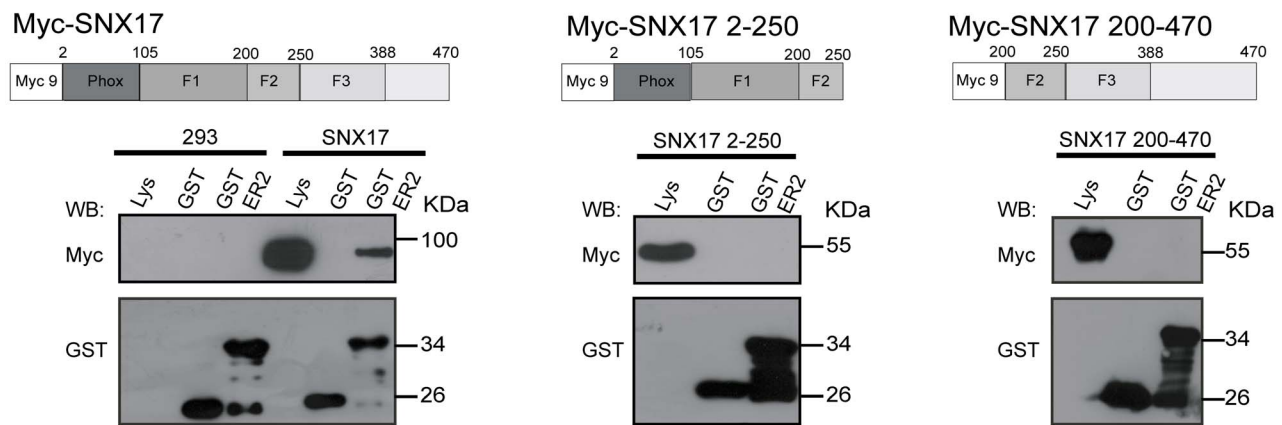 Myc-SNX17
2 105 200 250 388 470
Myc 9 Phox F1 F2 F3
293 SNX17
Lys GST GST ER2 Lys GST GST ER2
WB: KDa
Myc 100
GST 34
26
Myc-SNX17 2-250
2 105 200 250
Myc 9 Phox F1 F2
SNX17 2-250
Lys GST GST ER2
WB: KDa
Myc 55
GST 34
26
Myc-SNX17 200-470
200 250 388 470
Myc 9 F2 F3
SNX17 200-470
Lys GST GST ER2
WB: KDa
Myc 55
GST 34
26